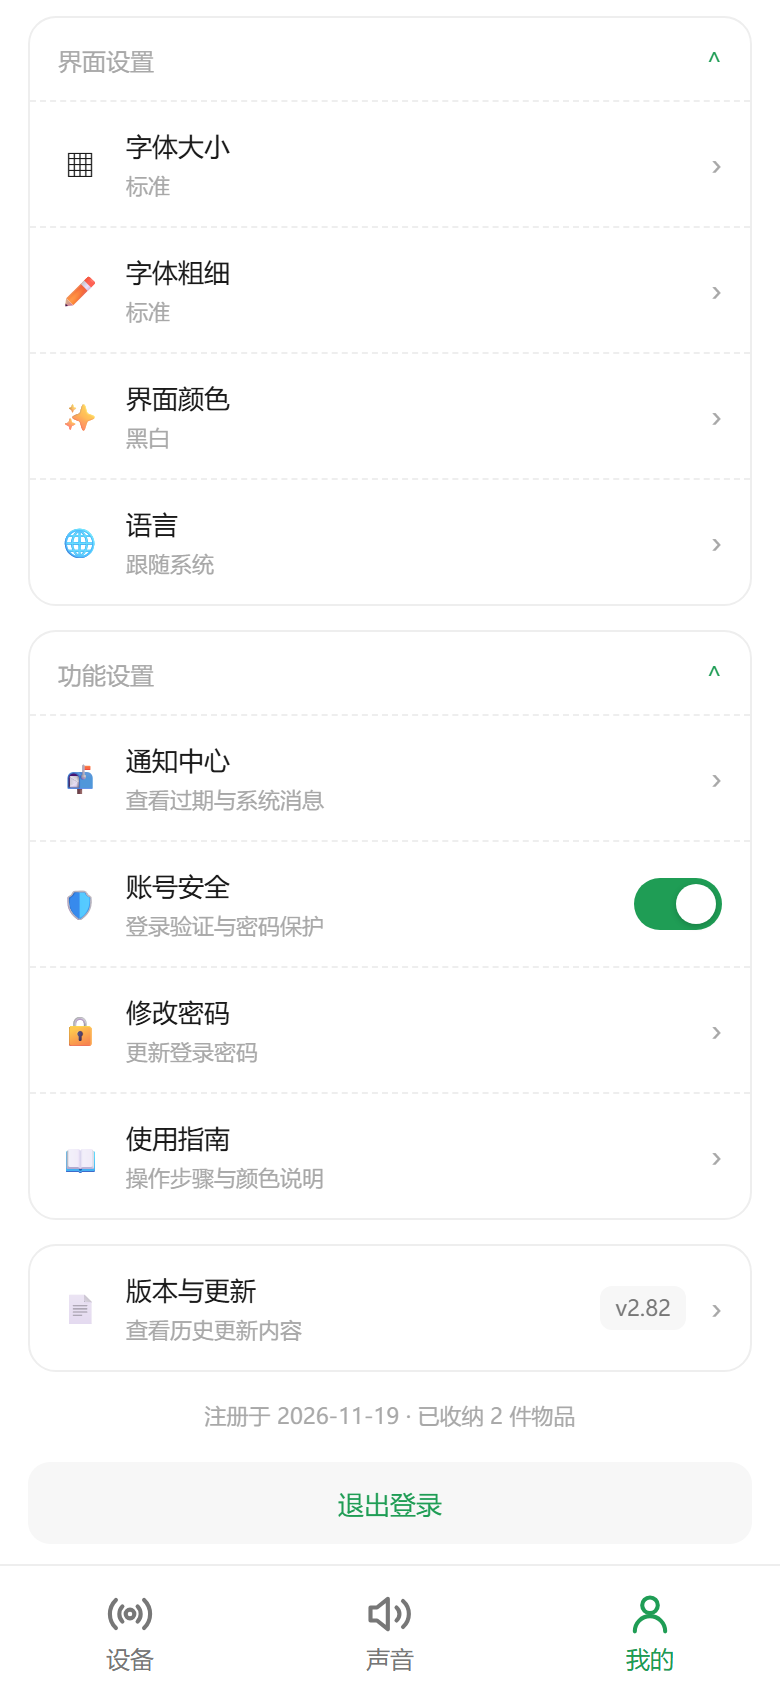 界面设置
字体大小
标准
字体粗细
标准
界面颜色
黑白
语言
跟随系统
功能设置
通知中心
查看过期与系统消息
账号安全
登录验证与密码保护
修改密码
更新登录密码
使用指南
操作步骤与颜色说明
版本与更新
v2.82
查看历史更新内容
注册于 2026-11-19 · 已收纳 2 件物品
退出登录
设备
声音
我的